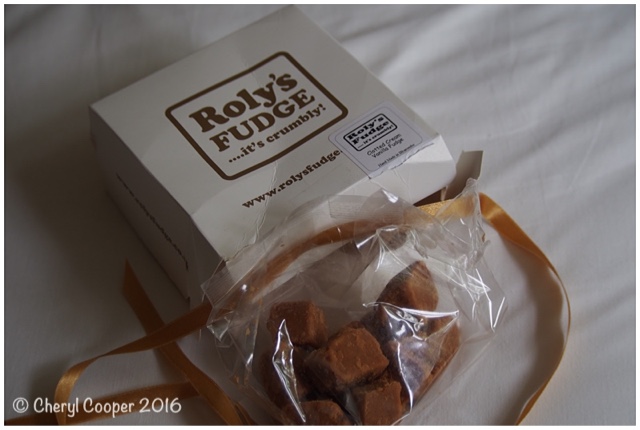 Roly's
FUDGE
....it's crumbly!
www.rolysfudge.
Roly's
Fudge
Clotted Cream
Vanilla Fudge
© Cheryl Cooper 2016